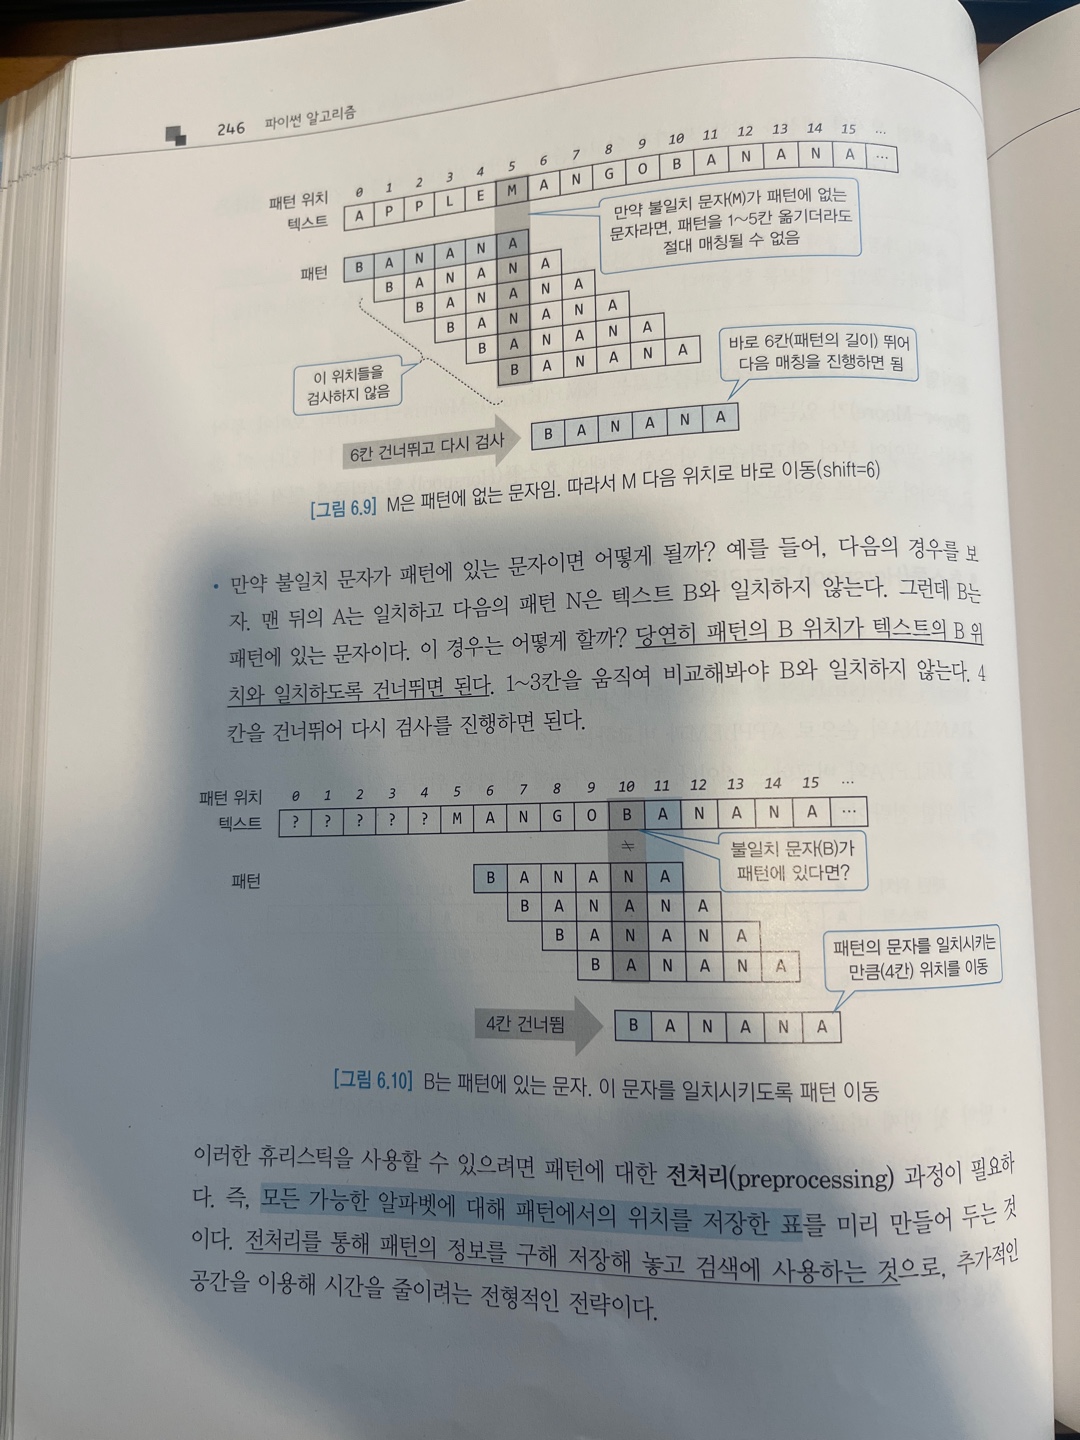 246 파이썬 알고리즘
0 1 2 3 4 5 6 7 8 9 10 11 12 13 14 15 ...
패턴 위치
텍스트 A P P L E M A N G O B A N A N A ...
만약 불일치 문자(M)가 패턴에 없는
문자라면, 패턴을 1~5칸 옮기더라도
절대 매칭될 수 없음
패턴 B A N A N A
B A N A N A
B A N A N A
B A N A N A
B A N A N A
B A N A N A
이 위치들을
검사하지 않음
바로 6칸(패턴의 길이) 뛰어
다음 매칭을 진행하면 됨
6칸 건너뛰고 다시 검사 B A N A N A
[그림 6.9] M은 패턴에 없는 문자임. 따라서 M 다음 위치로 바로 이동(shift=6)
• 만약 불일치 문자가 패턴에 있는 문자이면 어떻게 될까? 예를 들어, 다음의 경우를 보
자. 맨 뒤의 A는 일치하고 다음의 패턴 N은 텍스트 B와 일치하지 않는다. 그런데 B는
패턴에 있는 문자이다. 이 경우는 어떻게 할까? 당연히 패턴의 B 위치가 텍스트의 B 위
치와 일치하도록 건너뛰면 된다. 1~3칸을 움직여 비교해봐야 B와 일치하지 않는다. 4
칸을 건너뛰어 다시 검사를 진행하면 된다.
패턴 위치 0 1 2 3 4 5 6 7 8 9 10 11 12 13 14 15 ...
텍스트 ? ? ? ? ? M A N G O B A N A N A ...
≠
불일치 문자(B)가
패턴에 있다면?
패턴 B A N A N A
B A N A N A
B A N A N A
B A N A N A
패턴의 문자를 일치시키는
만큼(4칸) 위치를 이동
4칸 건너뜀 B A N A N A
[그림 6.10] B는 패턴에 있는 문자. 이 문자를 일치시키도록 패턴 이동
이러한 휴리스틱을 사용할 수 있으려면 패턴에 대한 전처리(preprocessing) 과정이 필요하
다. 즉, 모든 가능한 알파벳에 대해 패턴에서의 위치를 저장한 표를 미리 만들어 두는 것
이다. 전처리를 통해 패턴의 정보를 구해 저장해 놓고 검색에 사용하는 것으로, 추가적인
공간을 이용해 시간을 줄이려는 전형적인 전략이다.